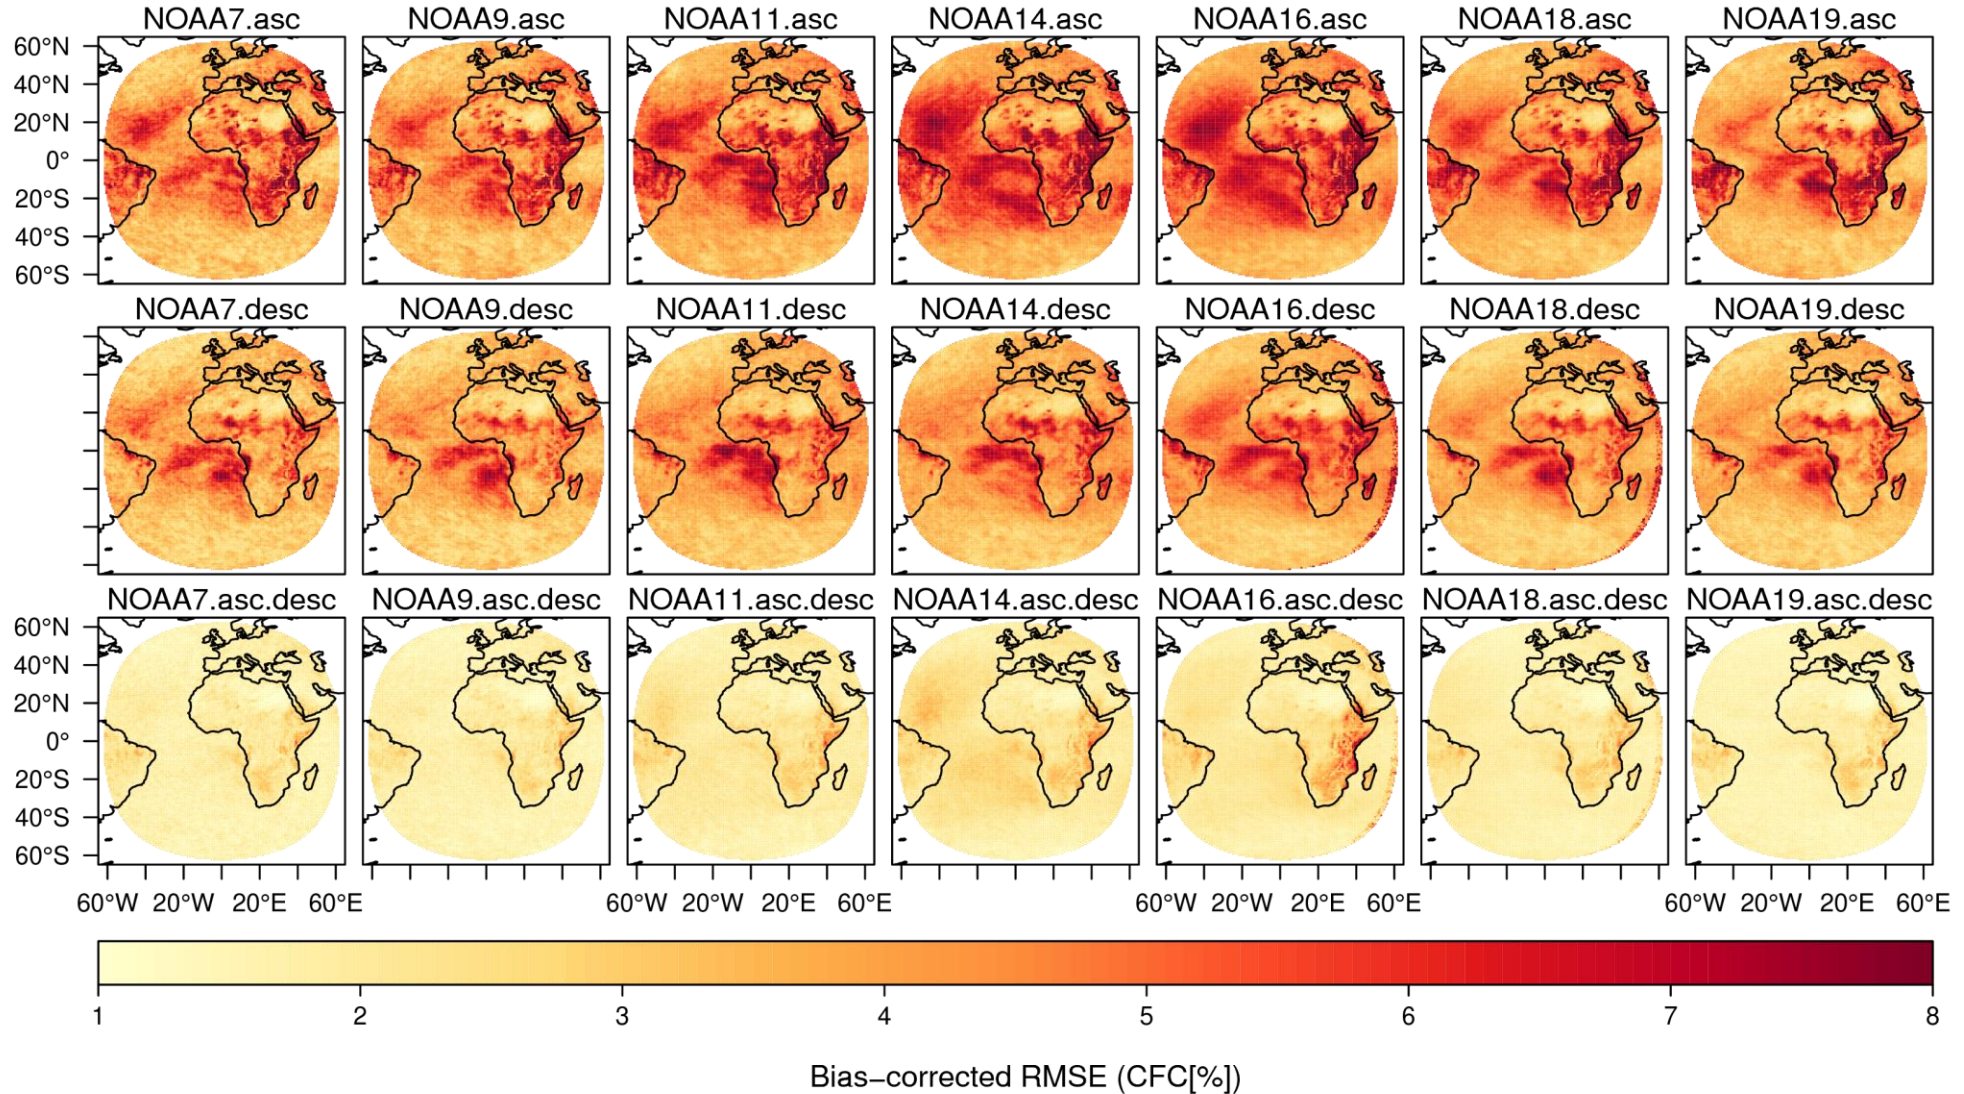 NOAA7.asc NOAA9.asc NOAA11.asc NOAA14.asc NOAA16.asc NOAA18.asc NOAA19.asc
60°N
40°N
20°N
0°
20°S
40°S
60°S
NOAA7.desc NOAA9.desc NOAA11.desc NOAA14.desc NOAA16.desc NOAA18.desc NOAA19.desc
NOAA7.asc.desc NOAA9.asc.desc NOAA11.asc.desc NOAA14.asc.desc NOAA16.asc.desc NOAA18.asc.desc NOAA19.asc.desc
60°N
40°N
20°N
0°
20°S
40°S
60°S
60°W 20°W 20°E 60°E 60°W 20°W 20°E 60°E 60°W 20°W 20°E 60°E 60°W 20°W 20°E 60°E
1 2 3 4 5 6 7 8
Bias−corrected RMSE (CFC[%])